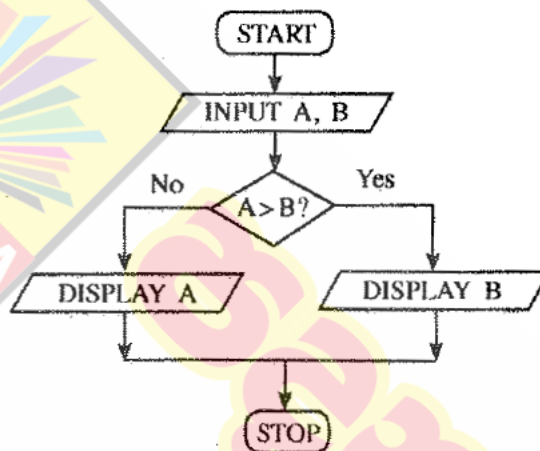 START
INPUT A, B
No
Yes
A>B?
DISPLAY A
DISPLAY B
STOP